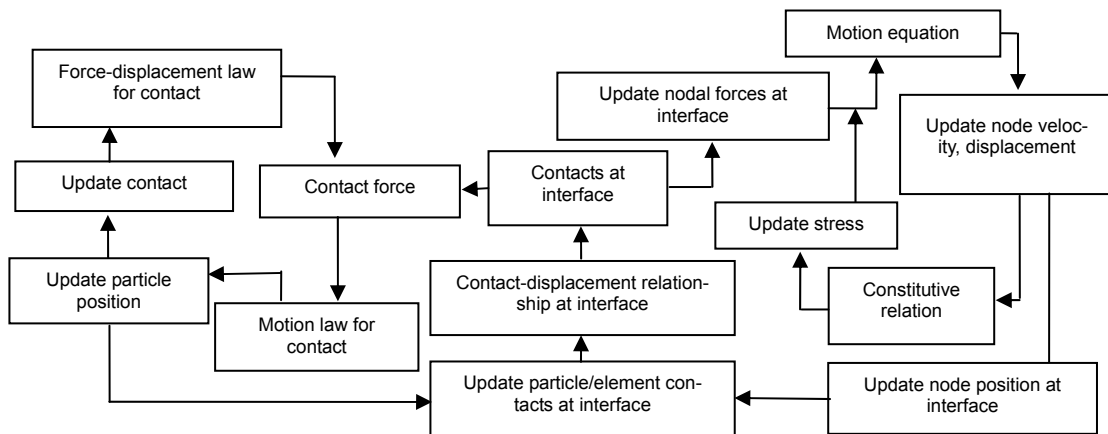 Motion equation
Force-displacement law
for contact
Update nodal forces at
interface
Update node veloc-
ity, displacement
Update contact
Contact force
Contacts at
interface
Update stress
Update particle
position
Contact-displacement relation-
ship at interface
Constitutive
relation
Motion law for
contact
Update particle/element con-
tacts at interface
Update node position at
interface